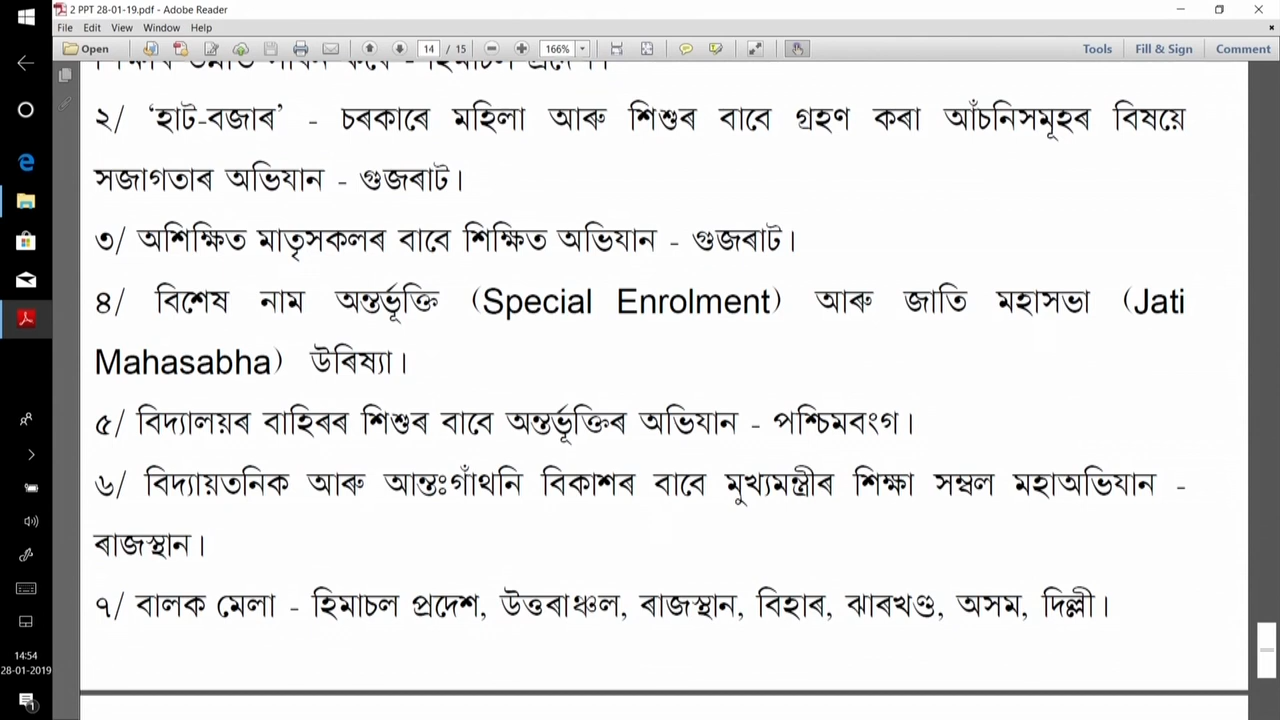 2 PPT 28-01-19.pdf - Adobe Reader
File Edit View Window Help
Open 14 / 15 166% Tools Fill & Sign Comment
হিমাচল প্ৰদেশ।
২/ ‘হাট-বজাৰ’ - চৰকাৰে মহিলা আৰু শিশুৰ বাবে গ্ৰহণ কৰা আঁচনিসমূহৰ বিষয়ে
সজাগতাৰ অভিযান - গুজৰাট।
৩/ অশিক্ষিত মাতৃসকলৰ বাবে শিক্ষিত অভিযান - গুজৰাট।
৪/ বিশেষ নাম অন্তৰ্ভূক্তি (Special Enrolment) আৰু জাতি মহাসভা (Jati
Mahasabha) উৰিষ্যা।
৫/ বিদ্যালয়ৰ বাহিৰৰ শিশুৰ বাবে অন্তৰ্ভূক্তিৰ অভিযান - পশ্চিমবংগ।
৬/ বিদ্যায়তনিক আৰু আন্তঃগাঁথনি বিকাশৰ বাবে মুখ্যমন্ত্ৰীৰ শিক্ষা সম্বল মহাঅভিযান -
ৰাজস্থান।
৭/ বালক মেলা - হিমাচল প্ৰদেশ, উত্তৰাঞ্চল, ৰাজস্থান, বিহাৰ, ঝাৰখণ্ড, অসম, দিল্লী।
14:54
28-01-2019
1